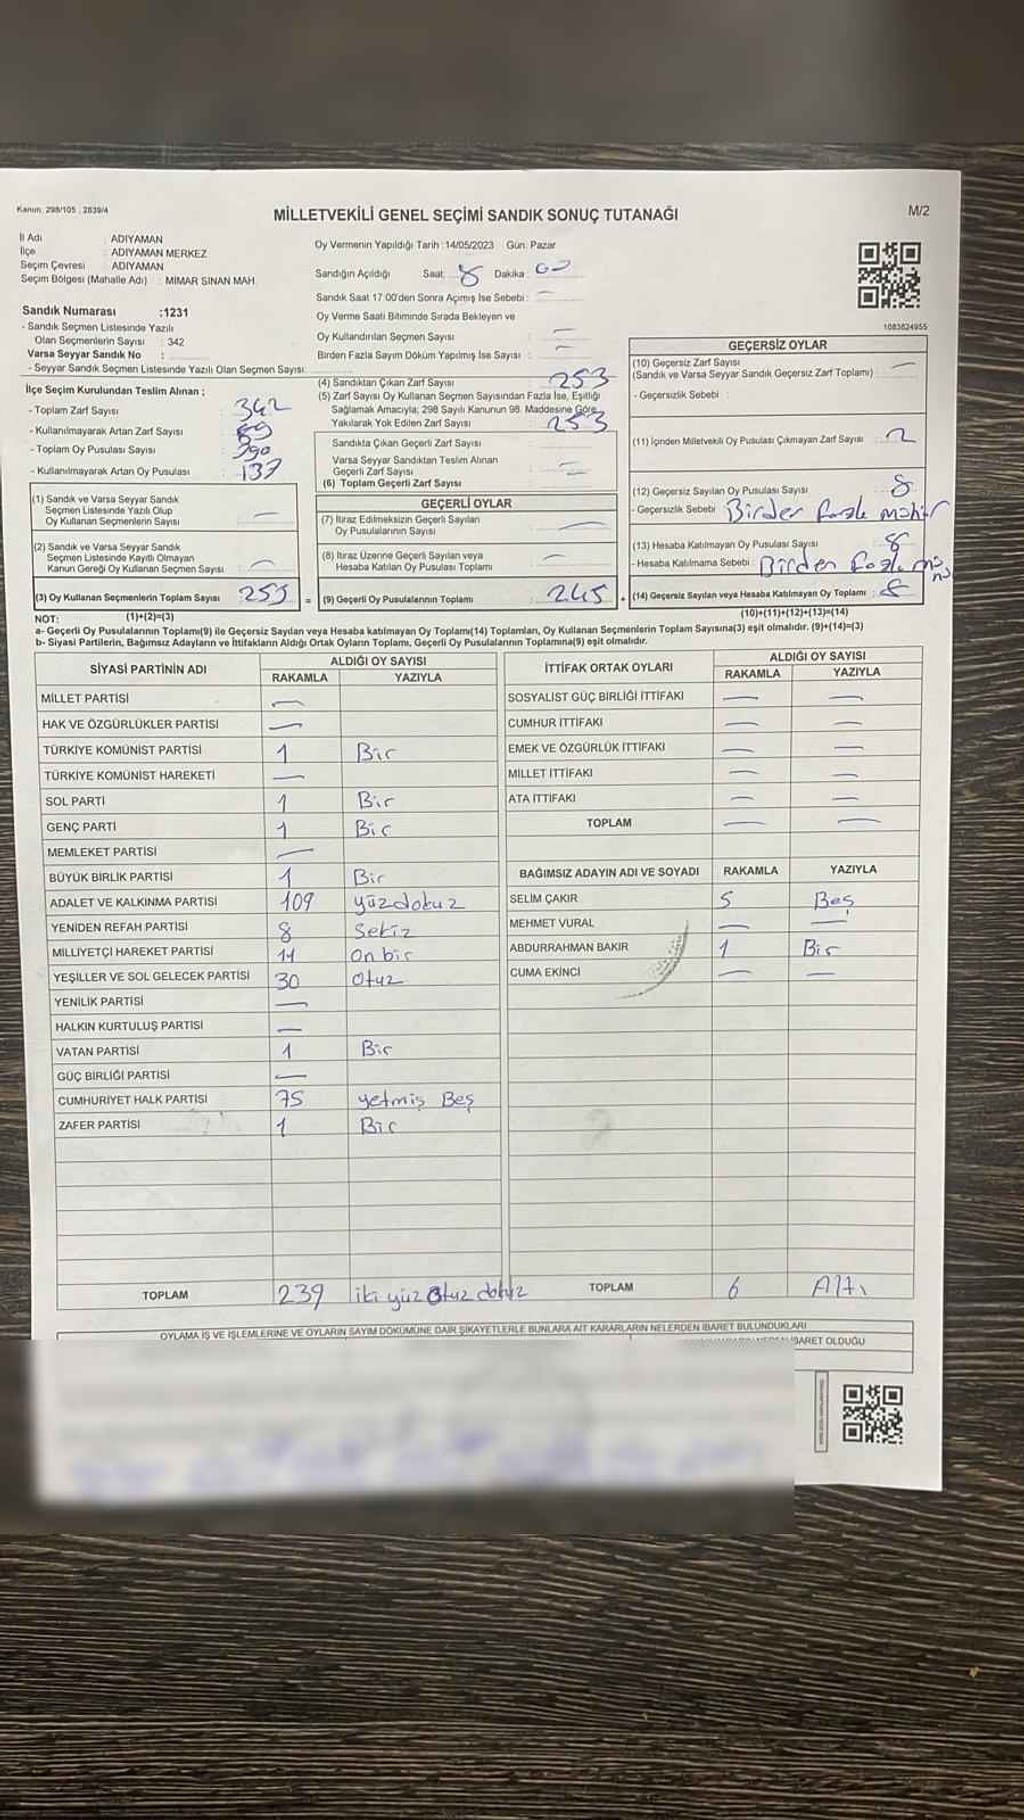 Kanun: 298/105 ; 2839/4
MİLLETVEKİLİ GENEL SEÇİMİ SANDIK SONUÇ TUTANAĞI
M/2
İl Adı ADIYAMAN
İlçe : ADIYAMAN MERKEZ
Seçim Çevresi : ADIYAMAN
Seçim Bölgesi (Mahalle Adı) : MİMAR SİNAN MAH.
Sandık Numarası :1231
- Sandık Seçmen Listesinde Yazılı
Olan Seçmenlerin Sayısı : 342
Varsa Seyyar Sandık No :
- Seyyar Sandık Seçmen Listesinde Yazılı Olan Seçmen Sayısı:
Oy Vermenin Yapıldığı Tarih :14/05/2023 Gün: Pazar
Sandığın Açıldığı Saat: 8 Dakika: 00
Sandık Saat 17:00'den Sonra Açımış İse Sebebi : —
Oy Verme Saati Bitiminde Sırada Bekleyen ve
Oy Kullandırılan Seçmen Sayısı : —
Birden Fazla Sayım Döküm Yapılmış İse Sayısı : —
1083824955
İlçe Seçim Kurulundan Teslim Alınan ;
- Toplam Zarf Sayısı : 342
- Kullanılmayarak Artan Zarf Sayısı : 89
- Toplam Oy Pusulası Sayısı : 390
- Kullanılmayarak Artan Oy Pusulası : 137
(4) Sandıktan Çıkan Zarf Sayısı 253
(5) Zarf Sayısı Oy Kullanan Seçmen Sayısından Fazla İse, Eşitliği
Sağlamak Amacıyla; 298 Sayılı Kanunun 98. Maddesine Göre
Yakılarak Yok Edilen Zarf Sayısı : 253
Sandıkta Çıkan Geçerli Zarf Sayısı
Varsa Seyyar Sandıktan Teslim Alınan
Geçerli Zarf Sayısı : —
(6) Toplam Geçerli Zarf Sayısı : —
GEÇERSİZ OYLAR
(10) Geçersiz Zarf Sayısı
(Sandık ve Varsa Seyyar Sandık Geçersiz Zarf Toplamı) : —
- Geçersizlik Sebebi :
(11) İçinden Milletvekili Oy Pusulası Çıkmayan Zarf Sayısı : 2
(12) Geçersiz Sayılan Oy Pusulası Sayısı : 8
- Geçersizlik Sebebi : Birden fazla mühür
(13) Hesaba Katılmayan Oy Pusulası Sayısı : 8
- Hesaba Katılmama Sebebi : Birden fazla
(14) Geçersiz Sayılan veya Hesaba Katılmayan Oy Toplamı : 8
(10)+(11)+(12)+(13)=(14)
(1) Sandık ve Varsa Seyyar Sandık
Seçmen Listesinde Yazılı Olup
Oy Kullanan Seçmenlerin Sayısı : —
(2) Sandık ve Varsa Seyyar Sandık
Seçmen Listesinde Kayıtlı Olmayan
Kanun Gereği Oy Kullanan Seçmen Sayısı : —
(3) Oy Kullanan Seçmenlerin Toplam Sayısı : 253 =
(1)+(2)=(3)
GEÇERLİ OYLAR
(7) İtiraz Edilmeksizin Geçerli Sayılan
Oy Pusulalarının Sayısı : —
(8) İtiraz Üzerine Geçerli Sayılan veya
Hesaba Katılan Oy Pusulası Toplamı : —
(9) Geçerli Oy Pusulalarının Toplamı : 245 +
NOT:
a- Geçerli Oy Pusulalarının Toplamı(9) ile Geçersiz Sayılan veya Hesaba katılmayan Oy Toplamı(14) Toplamları, Oy Kullanan Seçmenlerin Toplam Sayısına(3) eşit olmalıdır. (9)+(14)=(3)
b- Siyasi Partilerin, Bağımsız Adayların ve İttifakların Aldığı Ortak Oyların Toplamı, Geçerli Oy Pusulalarının Toplamına(9) eşit olmalıdır.
SİYASİ PARTİNİN ADI ALDIĞI OY SAYISI
RAKAMLA YAZIYLA
MİLLET PARTİSİ —
HAK VE ÖZGÜRLÜKLER PARTİSİ —
TÜRKİYE KOMÜNİST PARTİSİ 1 Bir
TÜRKİYE KOMÜNİST HAREKETİ —
SOL PARTİ 1 Bir
GENÇ PARTİ 1 Bir
MEMLEKET PARTİSİ —
BÜYÜK BİRLİK PARTİSİ 1 Bir
ADALET VE KALKINMA PARTİSİ 109 yüzdokuz
YENİDEN REFAH PARTİSİ 8 Sekiz
MİLLİYETÇİ HAREKET PARTİSİ 11 On bir
YEŞİLLER VE SOL GELECEK PARTİSİ 30 Otuz
YENİLİK PARTİSİ —
HALKIN KURTULUŞ PARTİSİ —
VATAN PARTİSİ 1 Bir
GÜÇ BİRLİĞİ PARTİSİ —
CUMHURİYET HALK PARTİSİ 75 yetmiş Beş
ZAFER PARTİSİ 1 Bir
TOPLAM 239 iki yüz otuz dokuz
İTTİFAK ORTAK OYLARI ALDIĞI OY SAYISI
RAKAMLA YAZIYLA
SOSYALİST GÜÇ BİRLİĞİ İTTİFAKI — —
CUMHUR İTTİFAKI — —
EMEK VE ÖZGÜRLÜK İTTİFAKI — —
MİLLET İTTİFAKI — —
ATA İTTİFAKI — —
TOPLAM — —
BAĞIMSIZ ADAYIN ADI VE SOYADI RAKAMLA YAZIYLA
SELİM ÇAKIR 5 Beş
MEHMET VURAL — —
ABDURRAHMAN BAKIR 1 Bir
CUMA EKİNCİ — —
TOPLAM 6 Altı
OYLAMA İŞ VE İŞLEMLERİNE VE OYLARIN SAYIM DÖKÜMÜNE DAİR ŞİKAYETLERLE BUNLARA AİT KARARLARIN NELERDEN İBARET BULUNDUKLARI
İBARET OLDUĞU